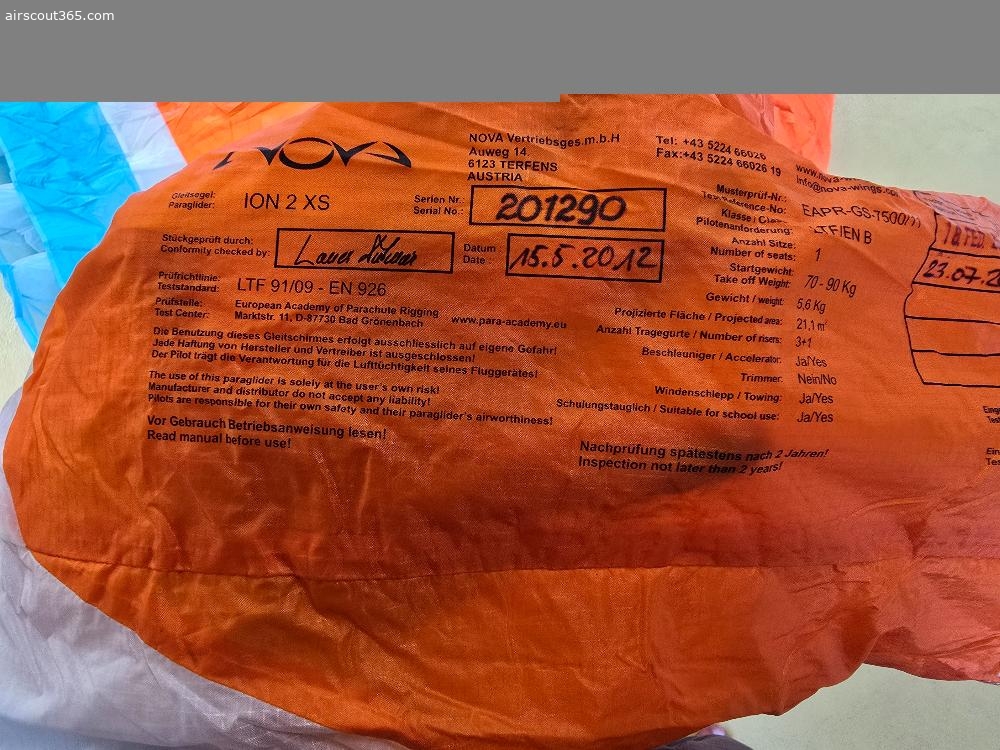 airscout365.com
NOVA
NOVA Vertriebsges.m.b.H
Auweg 14
6123 TERFENS
AUSTRIA
Tel: +43 5224 66026
Fax:+43 5224 66026 19
info@nova-wings.co
Gleitsegel:
Paraglider:
ION 2 XS
Serien Nr.:
Serial No.:
201290
Stückgeprüft durch:
Conformity checked by:
Datum :
Date :
15.5.2012
Prüfrichtlinie:
Teststandard:
LTF 91/09 - EN 926
Prüfstelle:
Test Center:
European Academy of Parachute Rigging
Marktstr. 11, D-87730 Bad Grönenbach
www.para-academy.eu
Die Benutzung dieses Gleitschirmes erfolgt ausschliesslich auf eigene Gefahr!
Jede Haftung von Hersteller und Vertreiber ist ausgeschlossen!
Der Pilot trägt die Verantwortung für die Lufttüchtigkeit seines Fluggerätes!
The use of this paraglider is solely at the user's own risk!
Manufacturer and distributor do not accept any liability!
Pilots are responsible for their own safety and their paraglider's airworthiness!
Vor Gebrauch Betriebsanweisung lesen!
Read manual before use!
Musterprüf-Nr.:
EAPR-GS-7500/11
Klasse /
Pilotenanforderung:
LTF/EN B
Anzahl Sitze:
Number of seats:
1
Startgewicht:
Take off Weight:
70 - 90 Kg
Gewicht / weight:
5,6 Kg
Projizierte Fläche / Projected area:
21,1 m²
Anzahl Tragegurte / Number of risers:
3+1
Beschleuniger / Accelerator:
Ja/Yes
Trimmer:
Nein/No
Windenschlepp / Towing:
Ja/Yes
Schulungstauglich / Suitable for school use:
Ja/Yes
Nachprüfung spätestens nach 2 Jahren!
Inspection not later than 2 years!
18 FEB
23.07.2